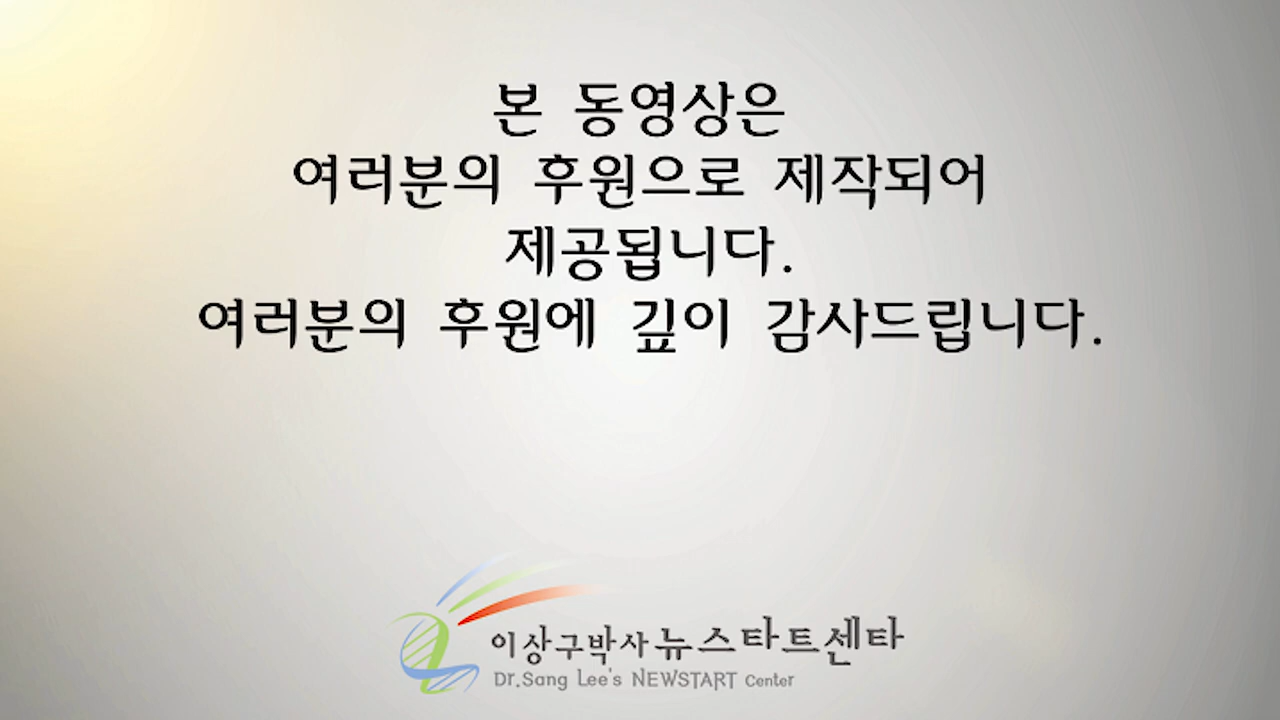 본 동영상은
여러분의 후원으로 제작되어
제공됩니다.
여러분의 후원에 깊이 감사드립니다.
이상구박사 뉴스타트센타
Dr.Sang Lee's NEWSTART Center